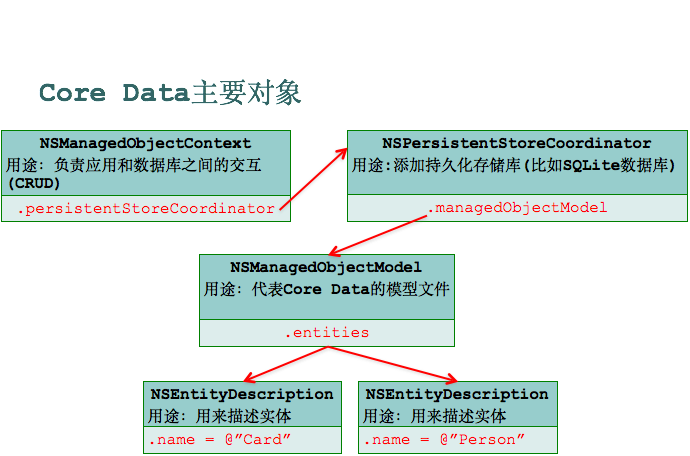 Core Data主要对象
NSManagedObjectContext
用途: 负责应用和数据库之间的交互
(CRUD)
.persistentStoreCoordinator
NSPersistentStoreCoordinator
用途:添加持久化存储库(比如SQLite数据库)
.managedObjectModel
NSManagedObjectModel
用途: 代表Core Data的模型文件
.entities
NSEntityDescription
用途: 用来描述实体
.name = @”Card”
NSEntityDescription
用途: 用来描述实体
.name = @”Person”